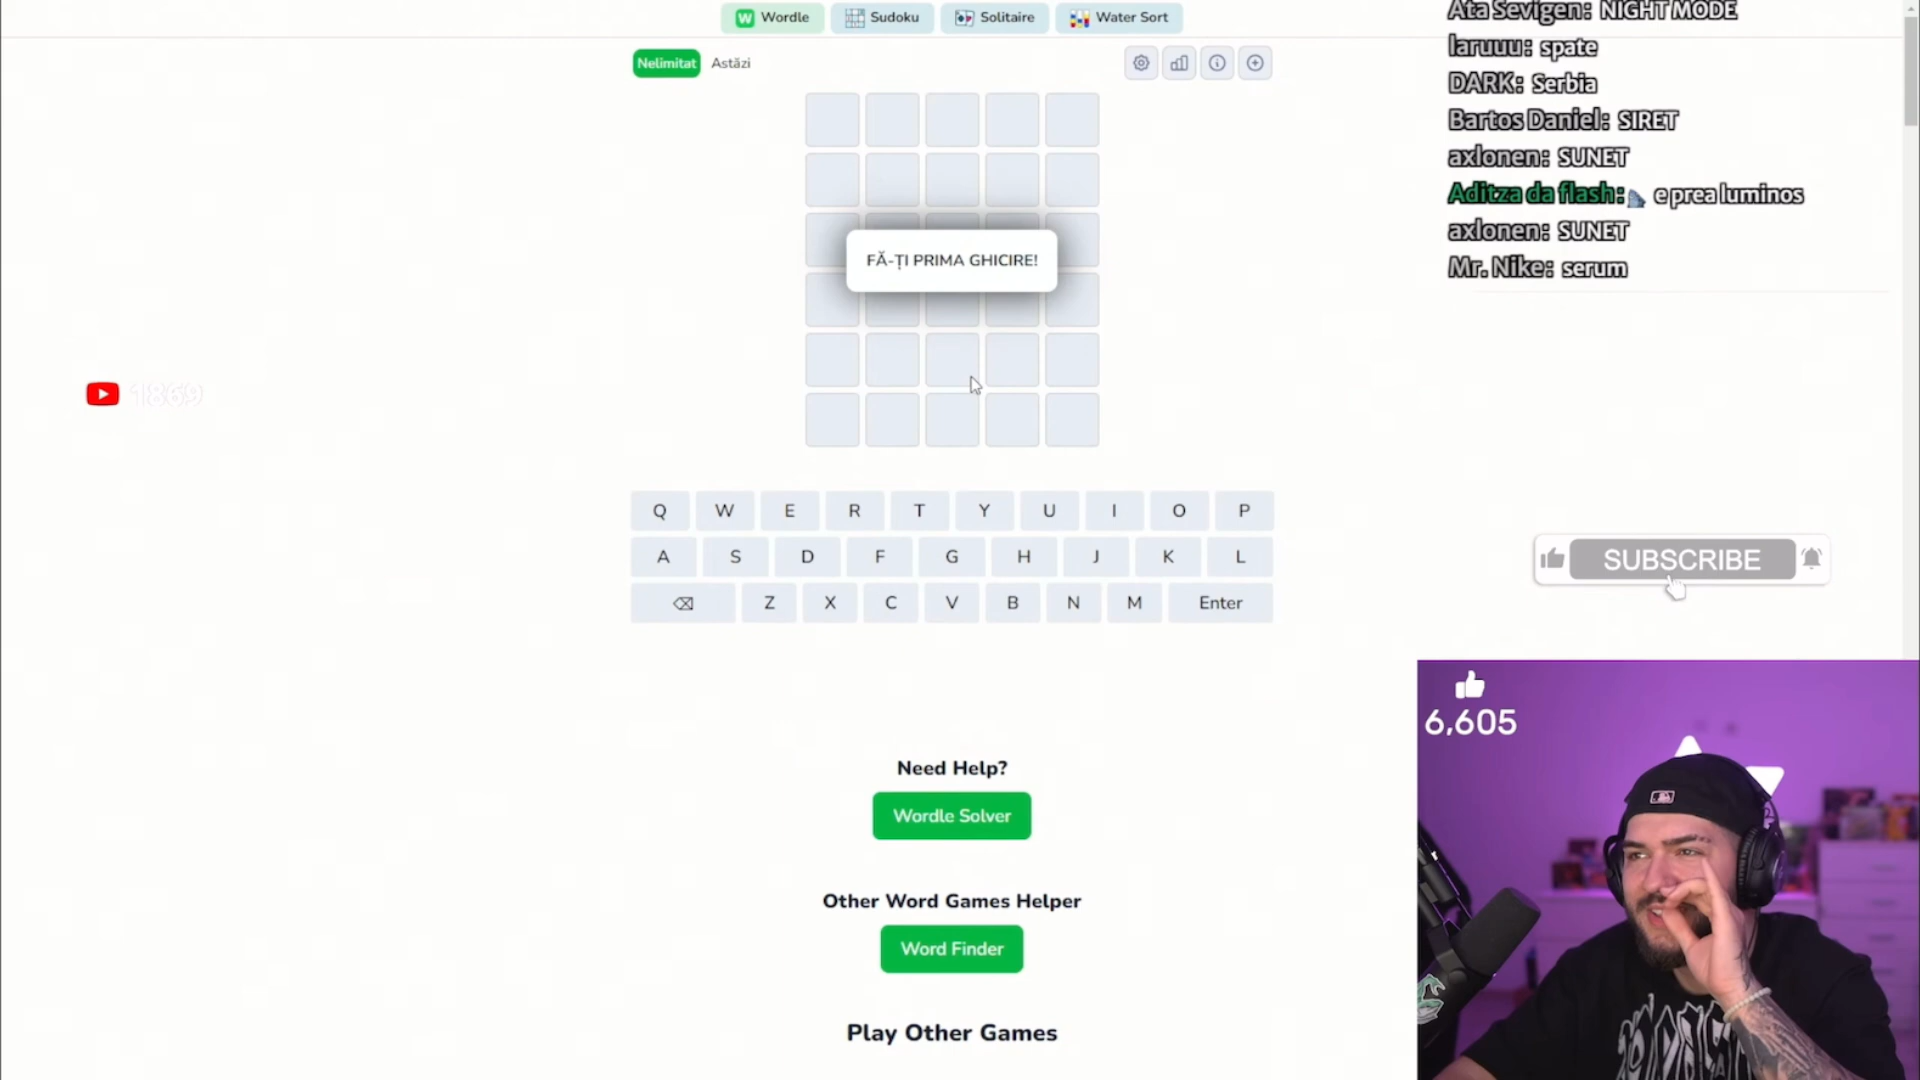 W Wordle Sudoku Solitaire Water Sort
Nelimitat Astăzi
FĂ-ȚI PRIMA GHICIRE!
Q W E R T Y U I O P
A S D F G H J K L
Z X C V B N M Enter
Need Help?
Wordle Solver
Other Word Games Helper
Word Finder
Play Other Games
1869
Ata Sevigen: NIGHT MODE
laruuu: spate
DARK: Serbia
Bartos Daniel: SIRET
axlonen: SUNET
Aditza da flash: e prea luminos
axlonen: SUNET
Mr. Nike: serum
SUBSCRIBE
6,605